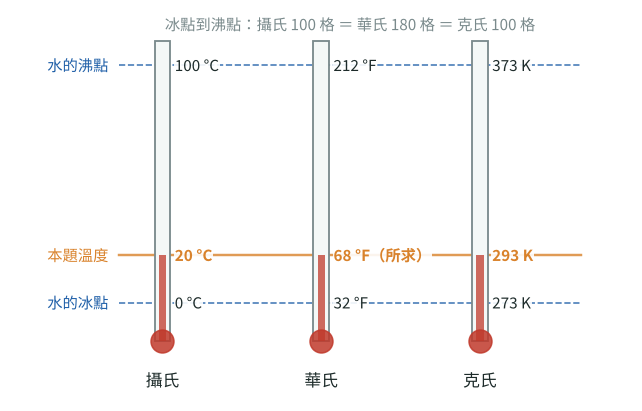 冰點到沸點：攝氏 100 格 ＝ 華氏 180 格 ＝ 克氏 100 格
水的沸點 100 °C 212 °F 373 K
本題溫度 20 °C 68 °F（所求） 293 K
水的冰點 0 °C 32 °F 273 K
攝氏 華氏 克氏